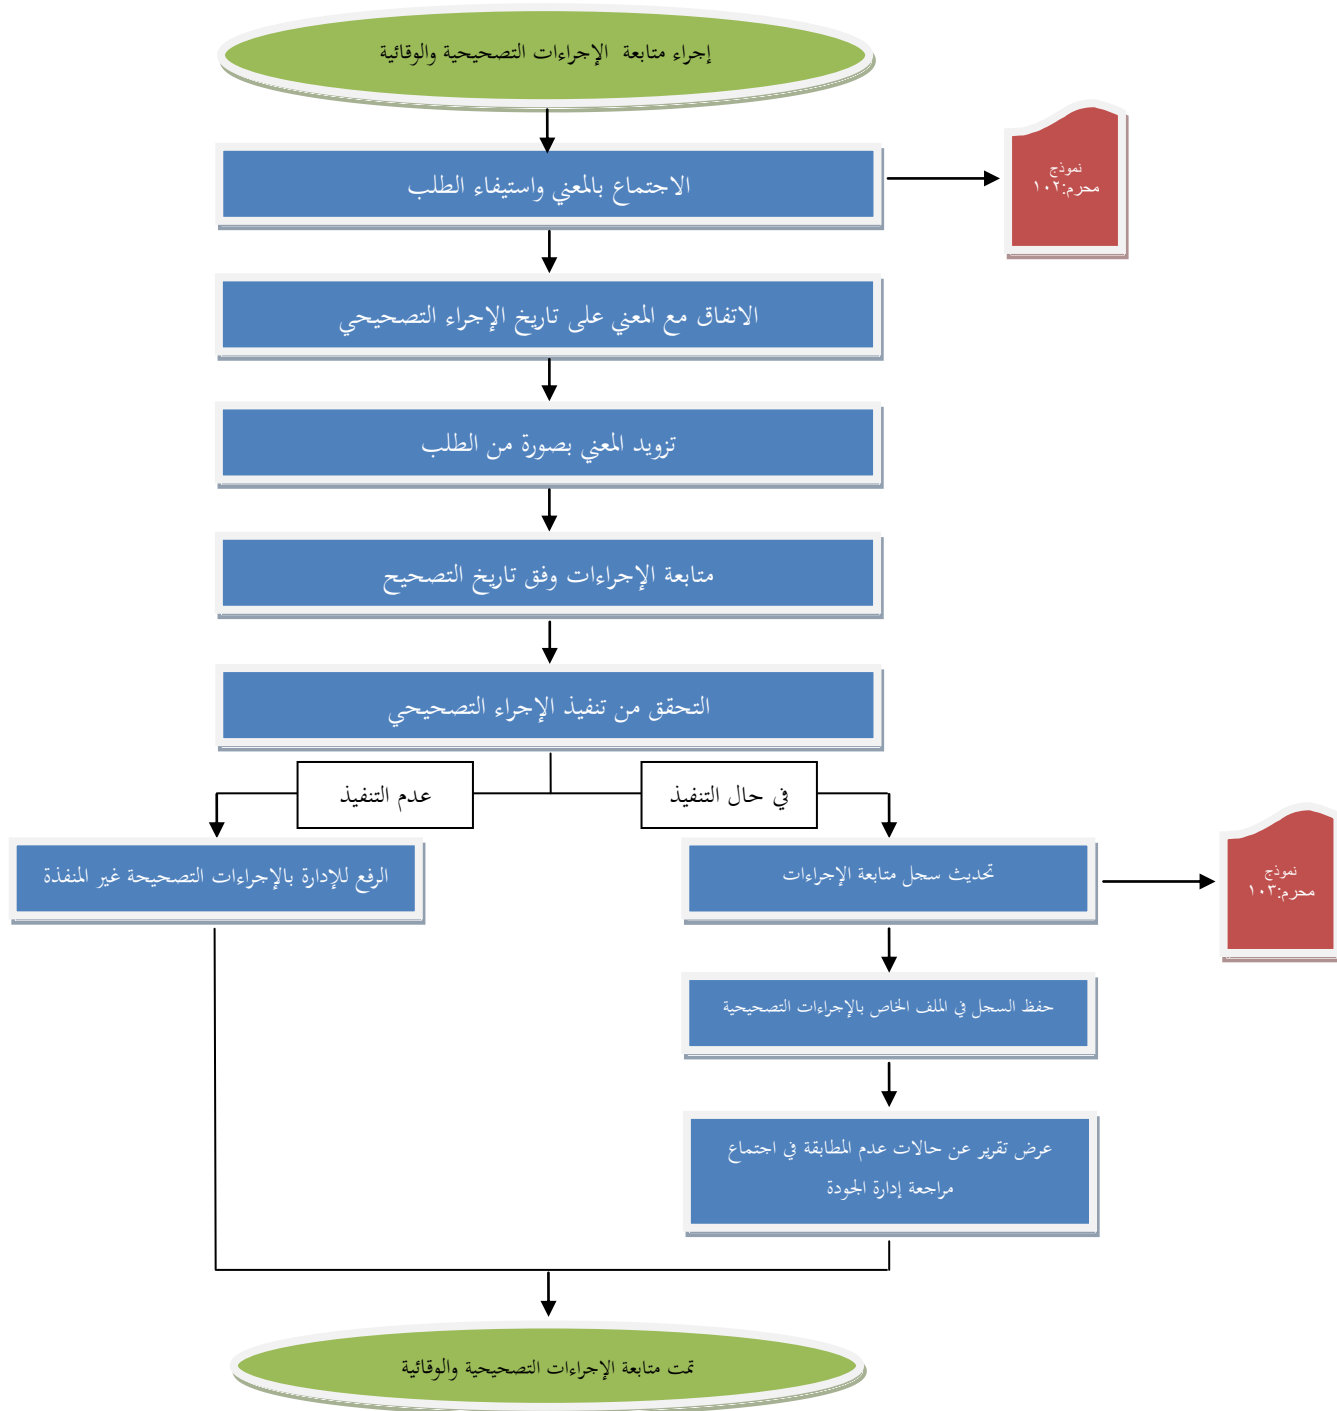 إجراء متابعة الإجراءات التصحيحية والوقائية
الاجتماع بالمعني واستيفاء الطلب
نموذج
محرم:١٠٢
الاتفاق مع المعني على تاريخ الإجراء التصحيحي
تزويد المعني بصورة من الطلب
متابعة الإجراءات وفق تاريخ التصحيح
التحقق من تنفيذ الإجراء التصحيحي
في حال التنفيذ
عدم التنفيذ
تحديث سجل متابعة الإجراءات
نموذج
محرم:١٠٣
الرفع للإدارة بالإجراءات التصحيحة غير المنفذة
حفظ السجل في الملف الخاص بالإجراءات التصحيحية
عرض تقرير عن حالات عدم المطابقة في اجتماع
مراجعة إدارة الجودة
تمت متابعة الإجراءات التصحيحية والوقائية